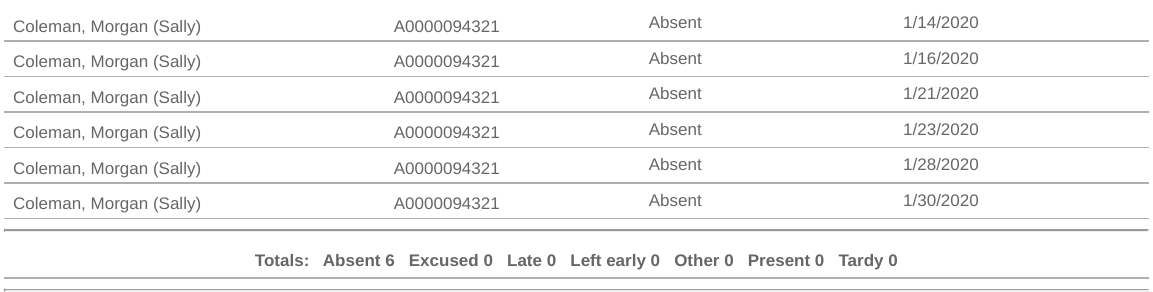 Coleman, Morgan (Sally) A0000094321 Absent 1/14/2020
Coleman, Morgan (Sally) A0000094321 Absent 1/16/2020
Coleman, Morgan (Sally) A0000094321 Absent 1/21/2020
Coleman, Morgan (Sally) A0000094321 Absent 1/23/2020
Coleman, Morgan (Sally) A0000094321 Absent 1/28/2020
Coleman, Morgan (Sally) A0000094321 Absent 1/30/2020
Totals: Absent 6 Excused 0 Late 0 Left early 0 Other 0 Present 0 Tardy 0